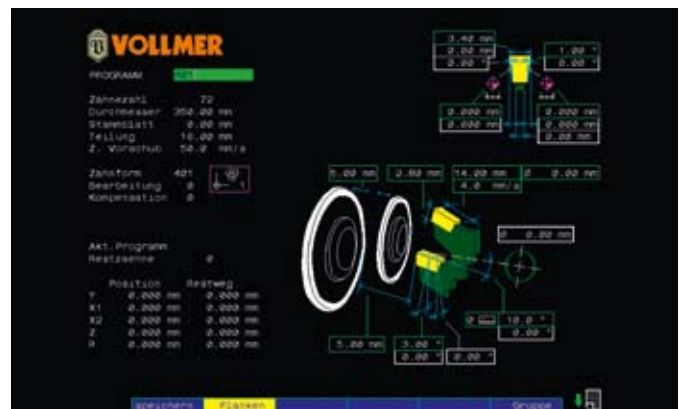 VOLLMER
PROGRAMM 401
Zähnezahl 72
Durchmesser 350.00 mm
Stammblatt 0.00 mm
Teilung 16.00 mm
Z. Vorschub 50.0 mm/s
Zahnform 401
Bearbeitung 0
Kompensation 0
Akt.Programm
Restzaehne 0
Position Restweg
Y 0.000 mm 0.000 mm
X1 0.000 mm 0.000 mm
X2 0.000 mm 0.000 mm
Z 0.000 mm 0.000 mm
R 0.000 mm 0.000 mm
3.40 mm
0.00 mm 1.00 °
0.00 ° 0.00 °
0.000 mm 0.000 mm
0.000 mm 0.000 mm
0.00 mm
5.00 mm 2.80 mm 14.00 mm Ø 0.00 mm
4.0 mm/s
Ø 0.00 mm
10.0 °
0.00 °
5.00 mm 3.00 °
0.00 ° 0.00 °
speichern Flanken Gruppe